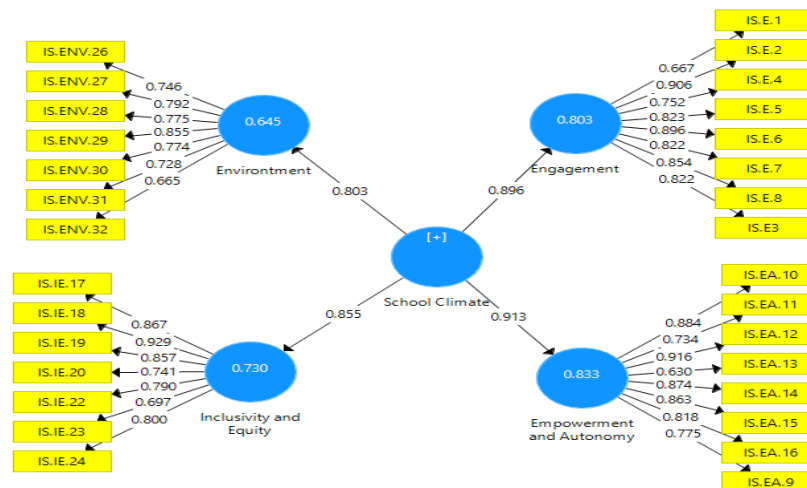 IS.ENV.26
IS.ENV.27
IS.ENV.28
IS.ENV.29
IS.ENV.30
IS.ENV.31
IS.ENV.32
0.746
0.792
0.775
0.855
0.774
0.728
0.665
0.645
Environtment
0.803
IS.E.1
IS.E.2
IS.E.4
IS.E.5
IS.E.6
IS.E.7
IS.E.8
IS.E3
0.667
0.906
0.752
0.823
0.896
0.822
0.854
0.822
0.803
Engagement
0.896
[+]
School Climate
IS.IE.17
IS.IE.18
IS.IE.19
IS.IE.20
IS.IE.22
IS.IE.23
IS.IE.24
0.867
0.929
0.857
0.741
0.790
0.697
0.800
0.730
Inclusivity and
Equity
0.855
IS.EA.10
IS.EA.11
IS.EA.12
IS.EA.13
IS.EA.14
IS.EA.15
IS.EA.16
IS.EA.9
0.884
0.734
0.916
0.630
0.874
0.863
0.818
0.775
0.833
Empowerment
and Autonomy
0.913